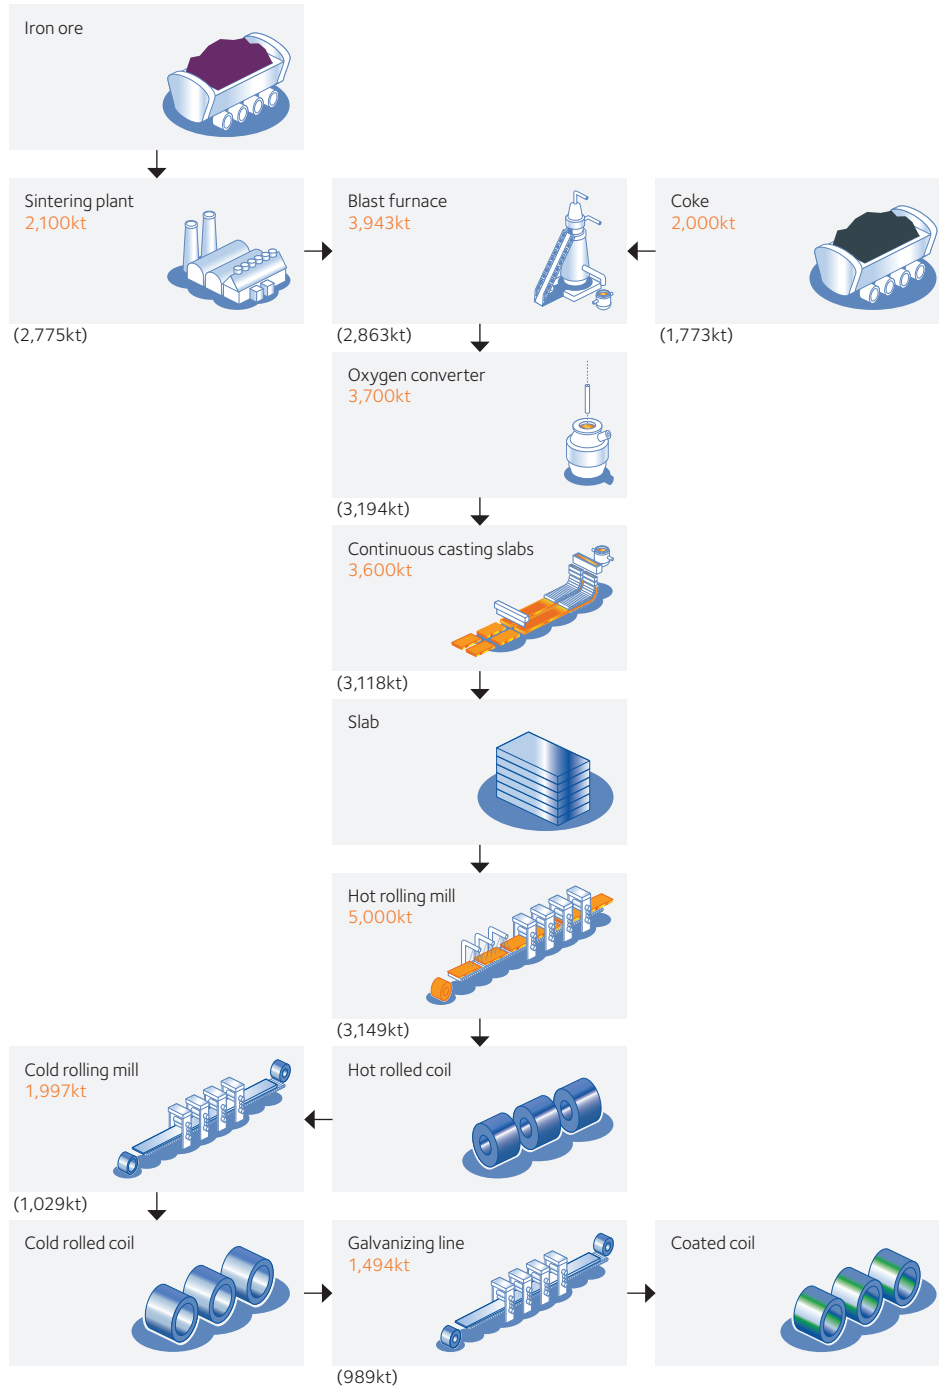 Iron ore
Sintering plant
2,100kt
(2,775kt)
Blast furnace
3,943kt
(2,863kt)
Coke
2,000kt
(1,773kt)
Oxygen converter
3,700kt
(3,194kt)
Continuous casting slabs
3,600kt
(3,118kt)
Slab
Hot rolling mill
5,000kt
(3,149kt)
Cold rolling mill
1,997kt
(1,029kt)
Hot rolled coil
Cold rolled coil
Galvanizing line
1,494kt
(989kt)
Coated coil